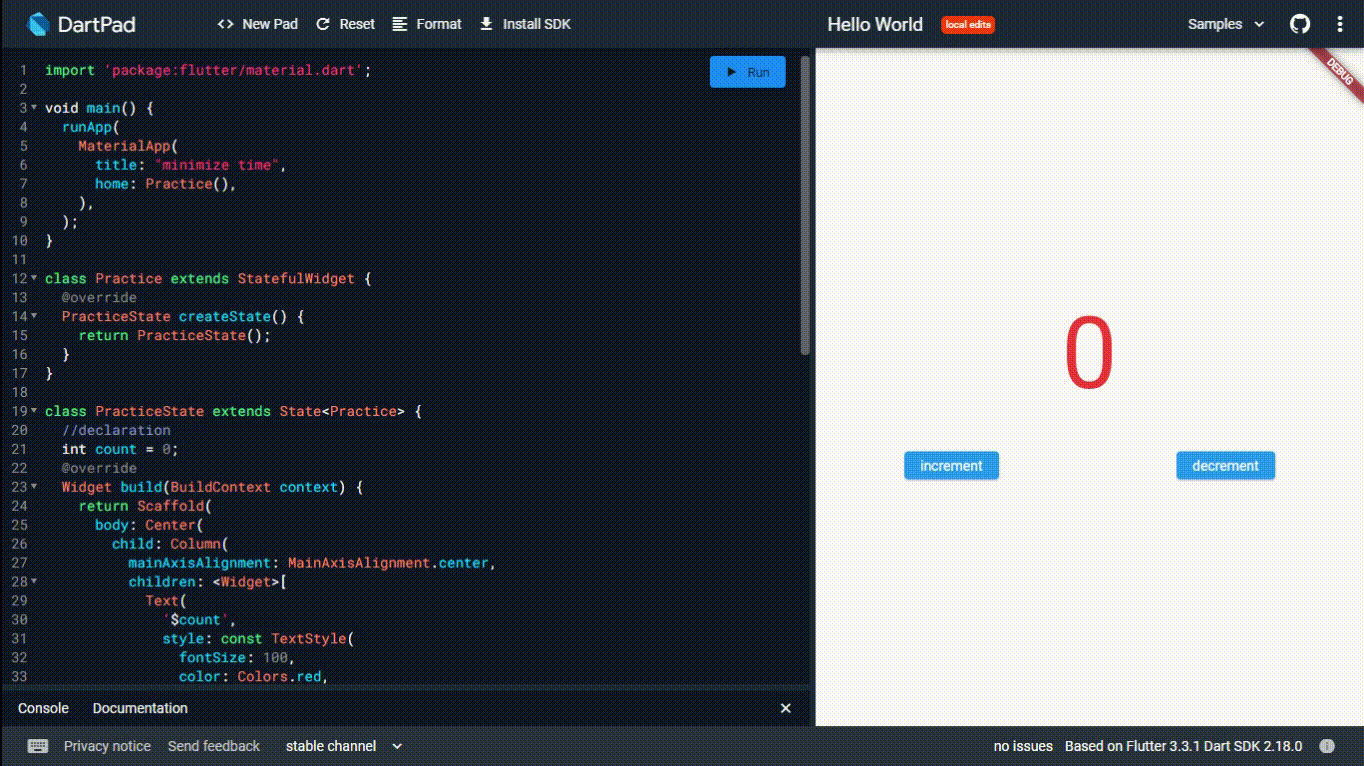 DartPad
<> New Pad
Reset
Format
Install SDK
Hello World
local edits
Samples
1 import 'package:flutter/material.dart';
2
3 void main() {
4 runApp(
5 MaterialApp(
6 title: "minimize time",
7 home: Practice(),
8 ),
9 );
10 }
11
12 class Practice extends StatefulWidget {
13 @override
14 PracticeState createState() {
15 return PracticeState();
16 }
17 }
18
19 class PracticeState extends State<Practice> {
20 //declaration
21 int count = 0;
22 @override
23 Widget build(BuildContext context) {
24 return Scaffold(
25 body: Center(
26 child: Column(
27 mainAxisAlignment: MainAxisAlignment.center,
28 children: <Widget>[
29 Text(
30 '$count',
31 style: const TextStyle(
32 fontSize: 100,
33 color: Colors.red,
Run
DEBUG
0
increment
decrement
Console
Documentation
Privacy notice
Send feedback
stable channel
no issues
Based on Flutter 3.3.1 Dart SDK 2.18.0